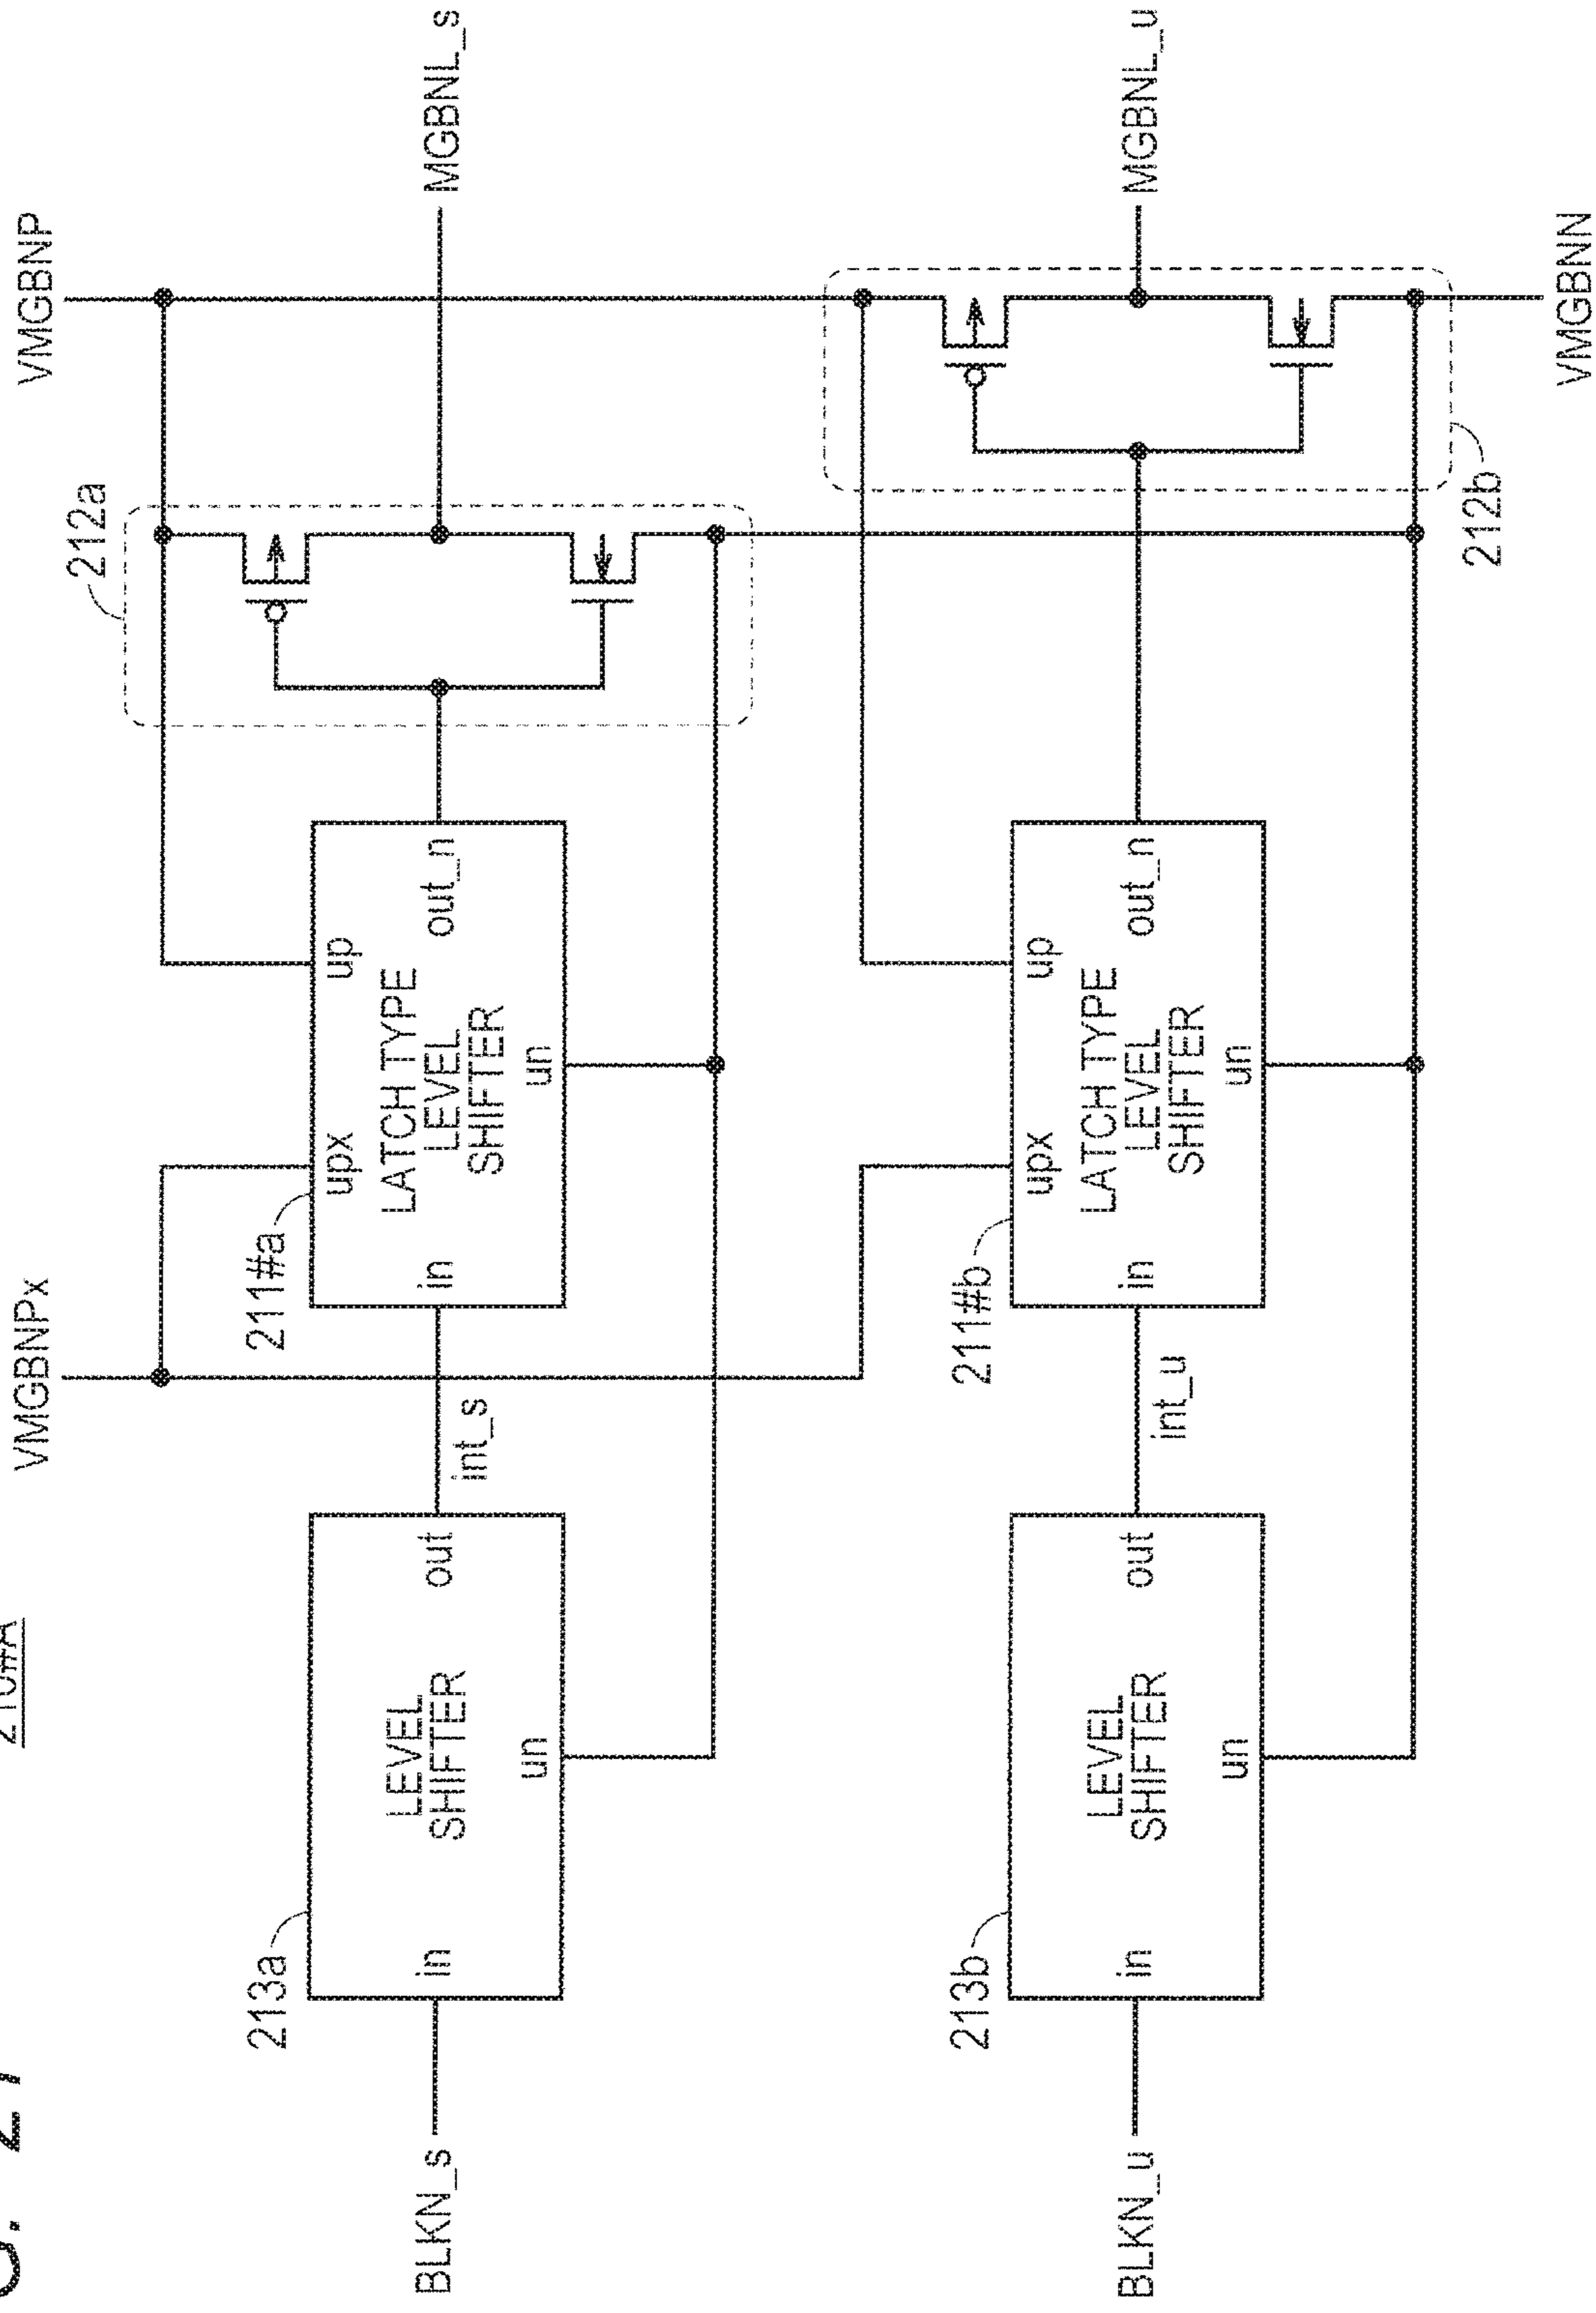 210#A
VMGBNPx
VMGBNP
212a
BLKN_s
213a
in
LEVEL
SHIFTER
out
un
int_s
211#a
in
upx
up
LATCH TYPE
LEVEL
SHIFTER
out_n
un
MGBNL_s
BLKN_u
213b
in
LEVEL
SHIFTER
out
un
int_u
211#b
in
upx
up
LATCH TYPE
LEVEL
SHIFTER
out_n
un
MGBNL_u
212b
VMGBNN